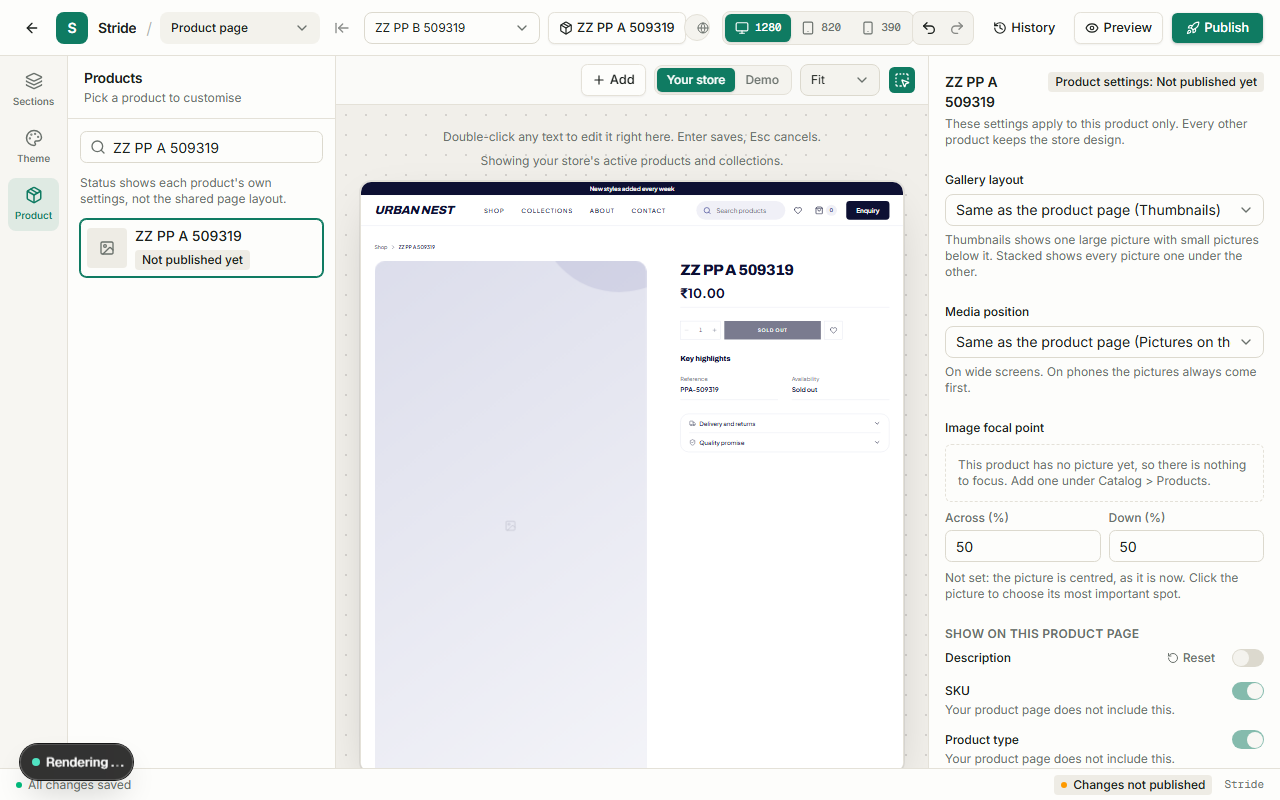 S
Stride
/
Product page
ZZ PP B 509319
ZZ PP A 509319
1280
820
390
History
Preview
Publish
Sections
Theme
Product
Products
Pick a product to customise
ZZ PP A 509319
Status shows each product's own
settings, not the shared page layout.
ZZ PP A 509319
Not published yet
Add
Your store
Demo
Fit
Double-click any text to edit it right here. Enter saves, Esc cancels.
Showing your store's active products and collections.
New styles added every week
URBAN NEST
SHOP
COLLECTIONS
ABOUT
CONTACT
Search products
0
Enquiry
Shop > ZZ PP A 509319
ZZ PP A 509319
₹10.00
- 1 +
SOLD OUT
Key highlights
Reference
Availability
PPA-509319
Sold out
Delivery and returns
Quality promise
ZZ PP A
509319
Product settings: Not published yet
These settings apply to this product only. Every other
product keeps the store design.
Gallery layout
Same as the product page (Thumbnails)
Thumbnails shows one large picture with small pictures
below it. Stacked shows every picture one under the
other.
Media position
Same as the product page (Pictures on th
On wide screens. On phones the pictures always come
first.
Image focal point
This product has no picture yet, so there is nothing
to focus. Add one under Catalog > Products.
Across (%)
Down (%)
50
50
Not set: the picture is centred, as it is now. Click the
picture to choose its most important spot.
SHOW ON THIS PRODUCT PAGE
Description
Reset
SKU
Your product page does not include this.
Product type
Your product page does not include this.
Rendering ...
All changes saved
Changes not published
Stride